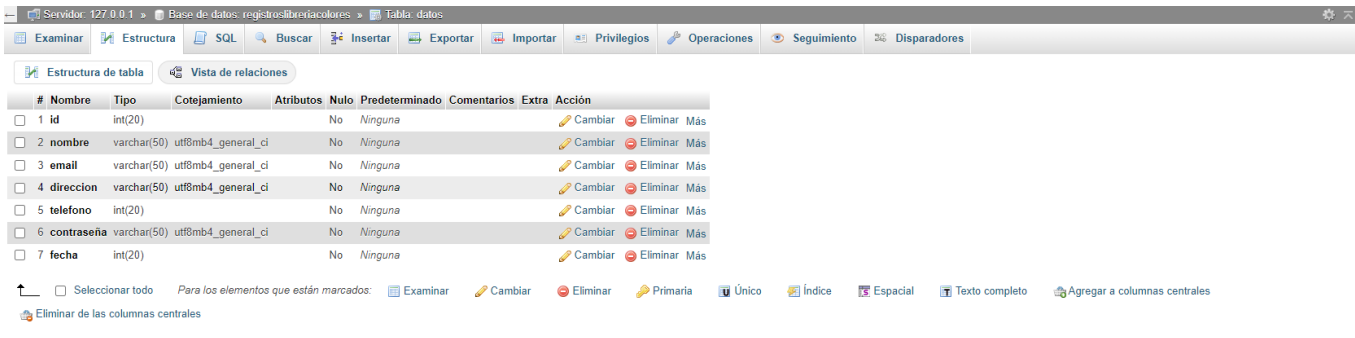 Servidor: 127.0.0.1 » Base de datos: registroslibreriacolores » Tabla: datos
Examinar Estructura SQL Buscar Insertar Exportar Importar Privilegios Operaciones Seguimiento Disparadores
Estructura de tabla Vista de relaciones
# Nombre Tipo Cotejamiento Atributos Nulo Predeterminado Comentarios Extra Acción
1 id int(20) No Ninguna Cambiar Eliminar Más
2 nombre varchar(50) utf8mb4_general_ci No Ninguna Cambiar Eliminar Más
3 email varchar(50) utf8mb4_general_ci No Ninguna Cambiar Eliminar Más
4 direccion varchar(50) utf8mb4_general_ci No Ninguna Cambiar Eliminar Más
5 telefono int(20) No Ninguna Cambiar Eliminar Más
6 contraseña varchar(50) utf8mb4_general_ci No Ninguna Cambiar Eliminar Más
7 fecha int(20) No Ninguna Cambiar Eliminar Más
Seleccionar todo Para los elementos que están marcados: Examinar Cambiar Eliminar Primaria Único Índice Espacial Texto completo Agregar a columnas centrales
Eliminar de las columnas centrales